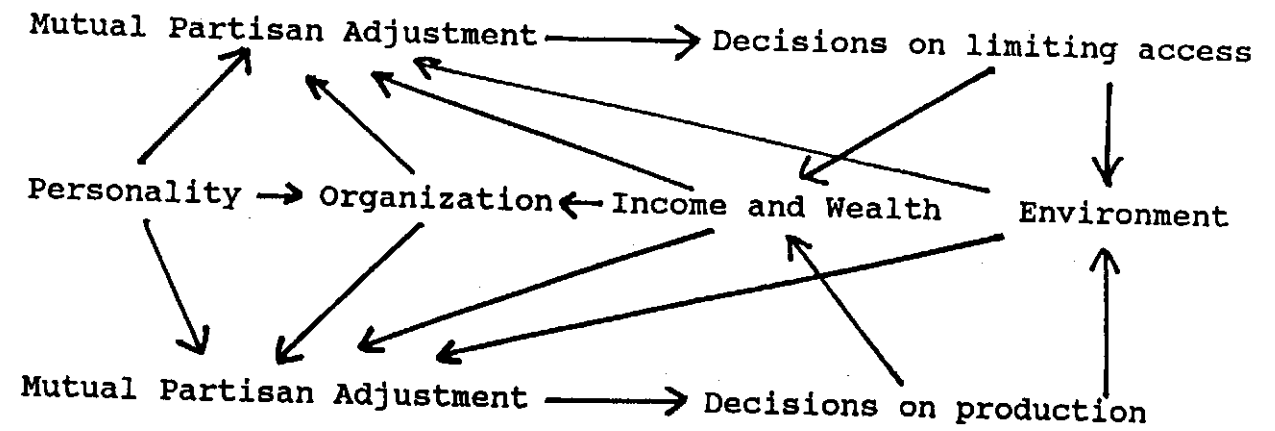 Mutual Partisan Adjustment
Decisions on limiting access
Personality
Organization
Income and Wealth
Environment
Mutual Partisan Adjustment
Decisions on production